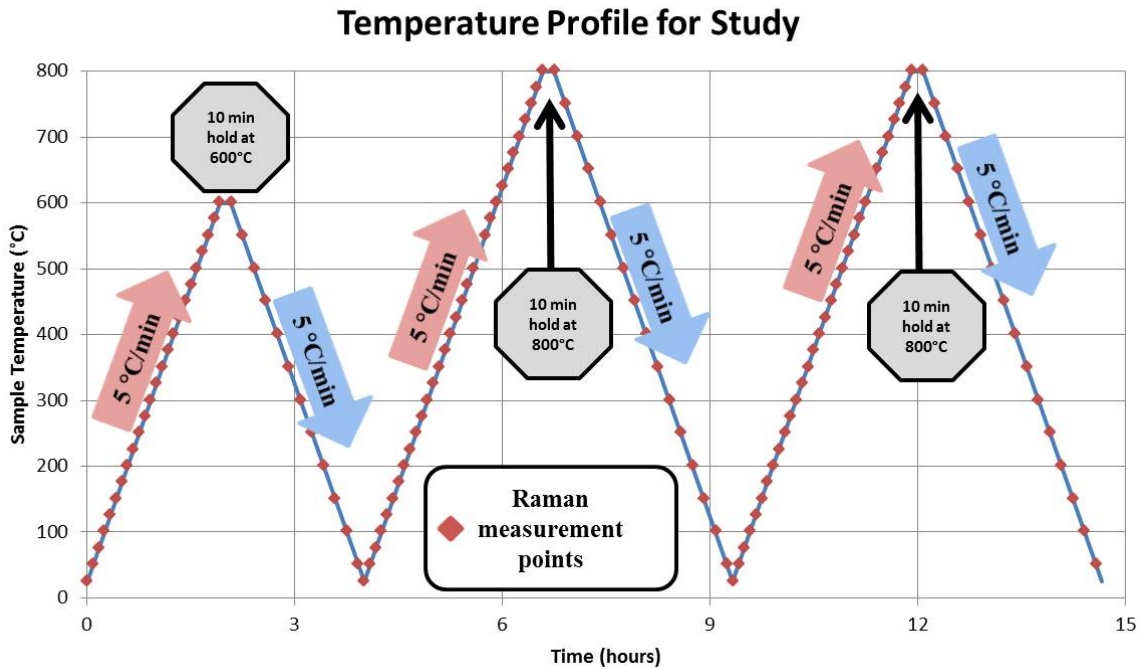 Temperature Profile for Study
Sample Temperature (°C)
800
700
600
500
400
300
200
100
0
0
3
6
9
12
15
Time (hours)
10 min
hold at
600°C
5 °C/min
5 °C/min
5 °C/min
10 min
hold at
800°C
5 °C/min
5 °C/min
10 min
hold at
800°C
5 °C/min
Raman
measurement
points